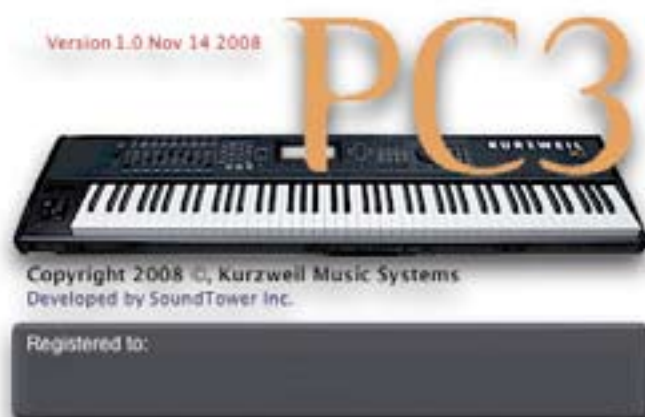 Version 1.0 Nov 14 2008
PC3
KURZWEIL
Copyright 2008 ©, Kurzweil Music Systems
Developed by SoundTower Inc.
Registered to: